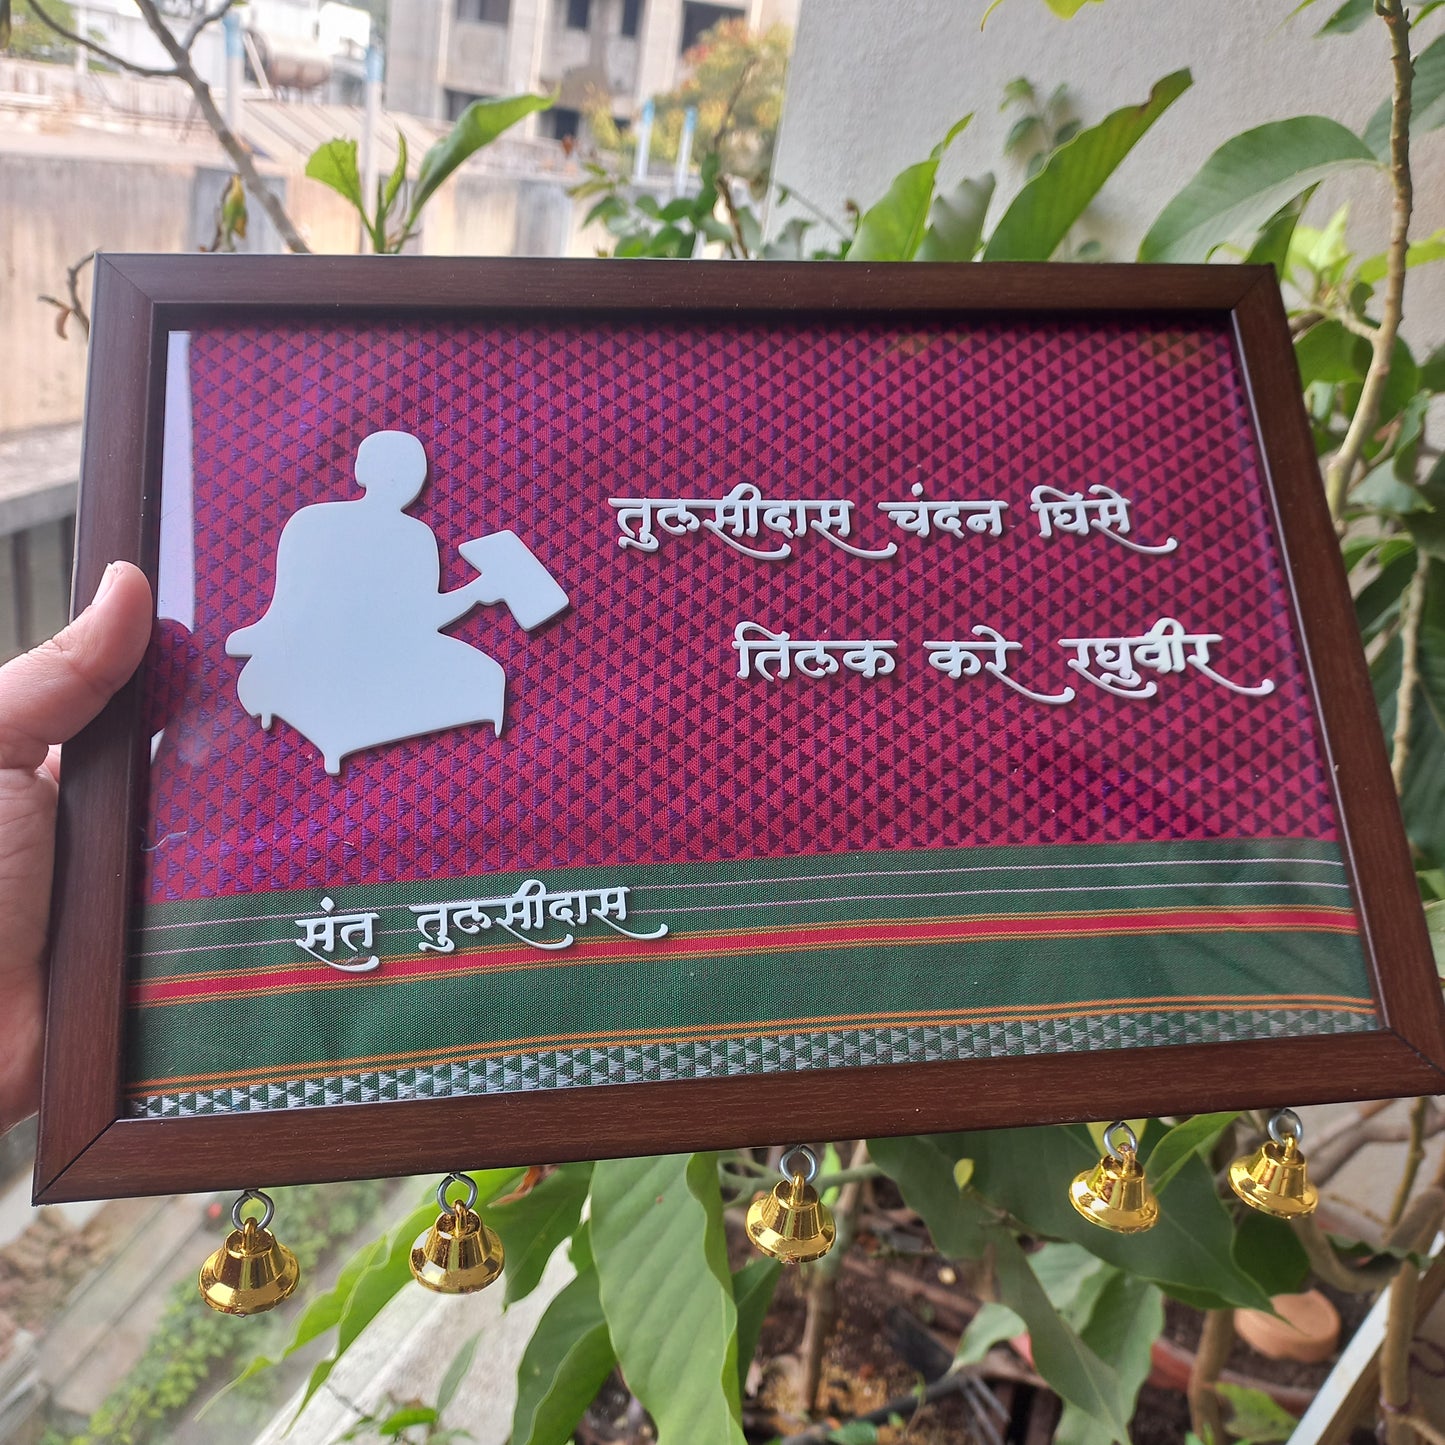 तुलसीदास चंदन घिसे
तिलक करे रघुवीर
संत तुलसीदास